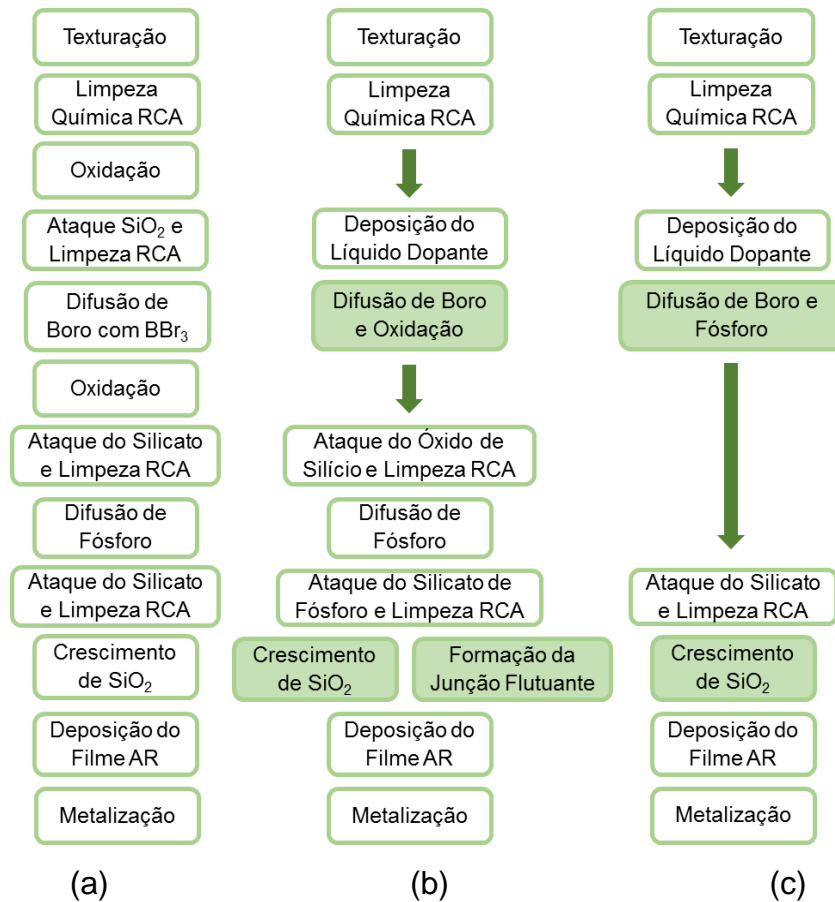 Texturação
Limpeza
Química RCA
Oxidação
Ataque SiO₂ e
Limpeza RCA
Difusão de
Boro com BBr₃
Oxidação
Ataque do Silicato
e Limpeza RCA
Difusão de
Fósforo
Ataque do Silicato
e Limpeza RCA
Crescimento
de SiO₂
Deposição do
Filme AR
Metalização
(a)
Texturação
Limpeza
Química RCA
Deposição do
Líquido Dopante
Difusão de Boro
e Oxidação
Ataque do Óxido de
Silício e Limpeza RCA
Difusão de
Fósforo
Ataque do Silicato de
Fósforo e Limpeza RCA
Crescimento
de SiO₂
Formação da
Junção Flutuante
Deposição do
Filme AR
Metalização
(b)
Texturação
Limpeza
Química RCA
Deposição do
Líquido Dopante
Difusão de Boro e
Fósforo
Ataque do Silicato
e Limpeza RCA
Crescimento
de SiO₂
Deposição do
Filme AR
Metalização
(c)